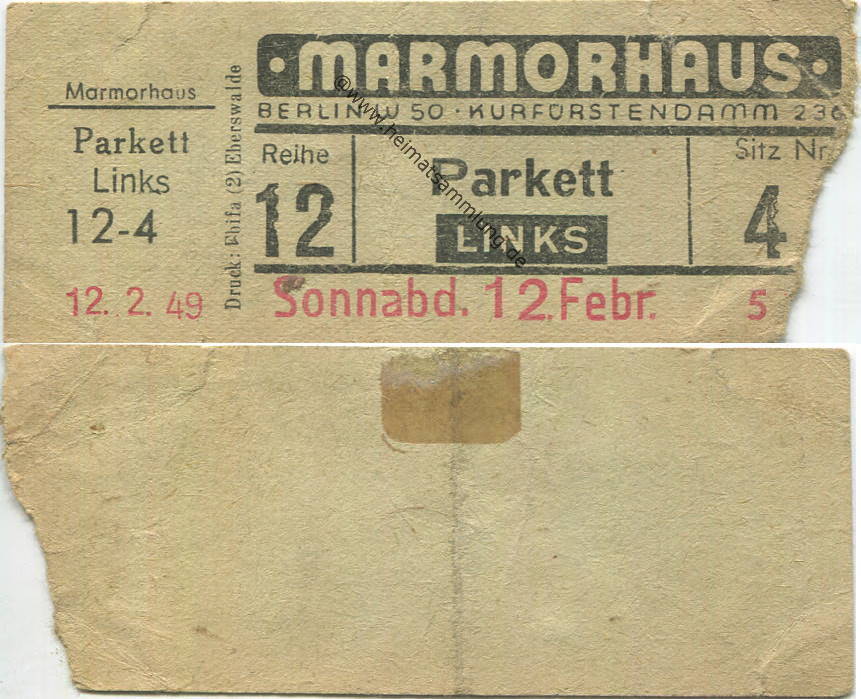 Marmorhaus
Parkett
Links
12-4
12. 2. 49
Druck: Ebifa (2) Eberswalde
· MARMORHAUS ·
BERLIN W 50 · KURFÜRSTENDAMM 236
Reihe
12
Parkett
LINKS
Sitz Nr.
4
Sonnabd. 12. Febr. 5
@www.heimatsammlung.de